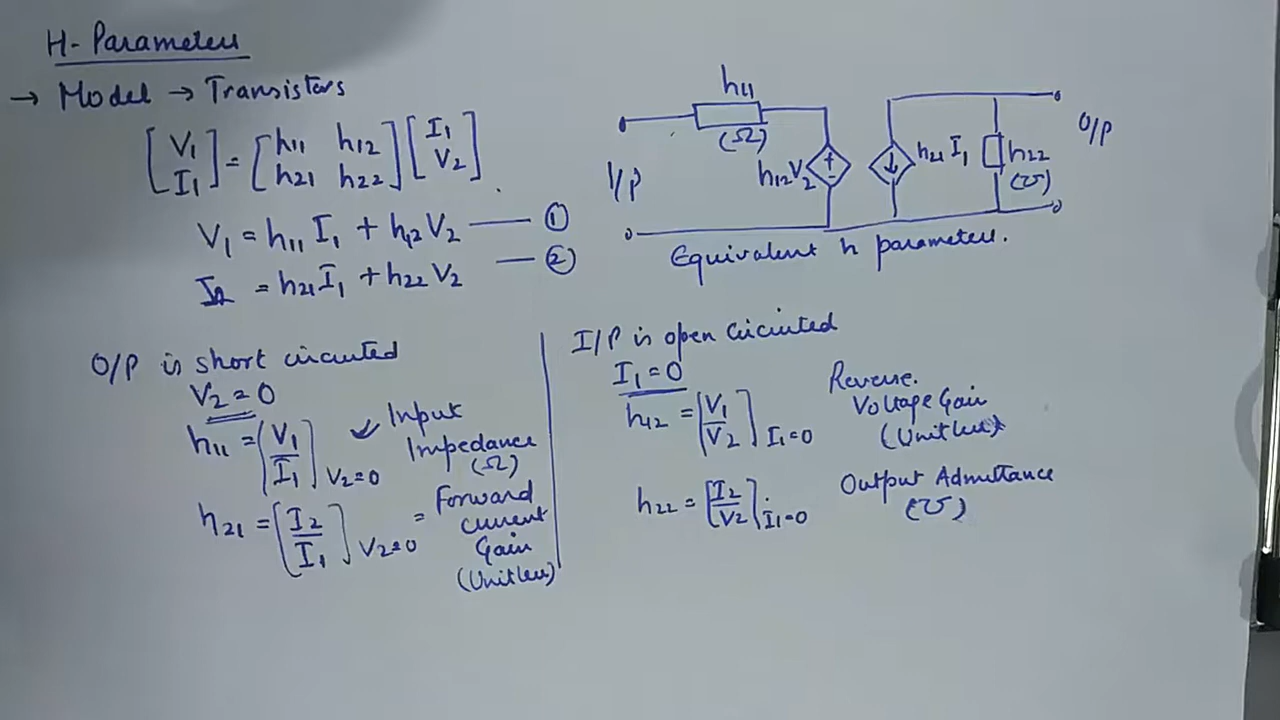 H- Parameters
→ Model → Transistors
[V1 I1] = [h11 h12 h21 h22] [I1 V2]
V1 = h11 I1 + h12 V2 —— ①
I2 = h21 I1 + h22 V2 — ②
h11
(Ω)
I/P
h12V2
+
-
h21 I1
h22
(℧)
O/P
Equivalent h parameters.
O/P is short circuited
V2 = 0
h11 = [V1/I1] V2=0 ✓ Input
Impedance
(Ω)
h21 = [I2/I1] V2=0 = Forward
current
Gain
(Unitless)
I/P is open circuited
I1 = 0
h12 = [V1/V2] I1=0 Reverse.
Voltage Gain
(Unitless)
h22 = [I2/V2] I1=0 Output Admittance
(℧)